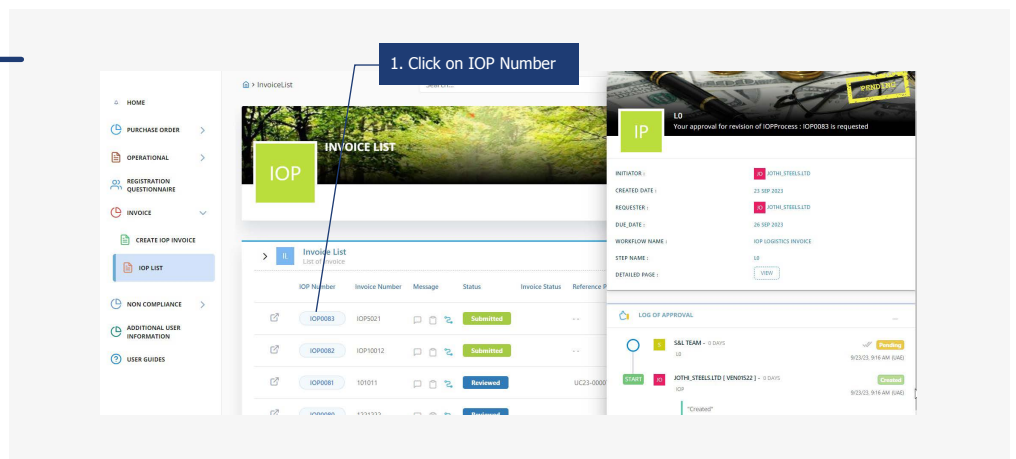 1. Click on IOP Number
> InvoiceList
HOME
PURCHASE ORDER
OPERATIONAL
REGISTRATION
QUESTIONNAIRE
INVOICE
CREATE IOP INVOICE
IOP LIST
NON COMPLIANCE
ADDITIONAL USER
INFORMATION
USER GUIDES
IOP
INVOICE LIST
IL
Invoice List
List of Invoice
IOP Number Invoice Number Message Status Invoice Status Reference P
IOP0083 IOP5021 Submitted --
IOP0082 IOP10012 Submitted --
IOP0081 101011 Reviewed UC23-0000
Reviewed
PENDING
IP
L0
Your approval for revision of IOPProcess : IOP0083 is requested
INITIATOR : JO JOTHI_STEELS.LTD
CREATED DATE : 23 SEP 2023
REQUESTER : JO JOTHI_STEELS.LTD
DUE_DATE : 26 SEP 2023
WORKFLOW NAME : IOP LOGISTICS INVOICE
STEP NAME : L0
DETAILED PAGE : VIEW
LOG OF APPROVAL ...
S&L TEAM - 0 DAYS Pending
L0
9/23/23, 9:16 AM (UAE)
START JO JOTHI_STEELS.LTD [ VEN01522 ] - 0 DAYS Created
IOP
9/23/23, 9:16 AM (UAE)
"Created"